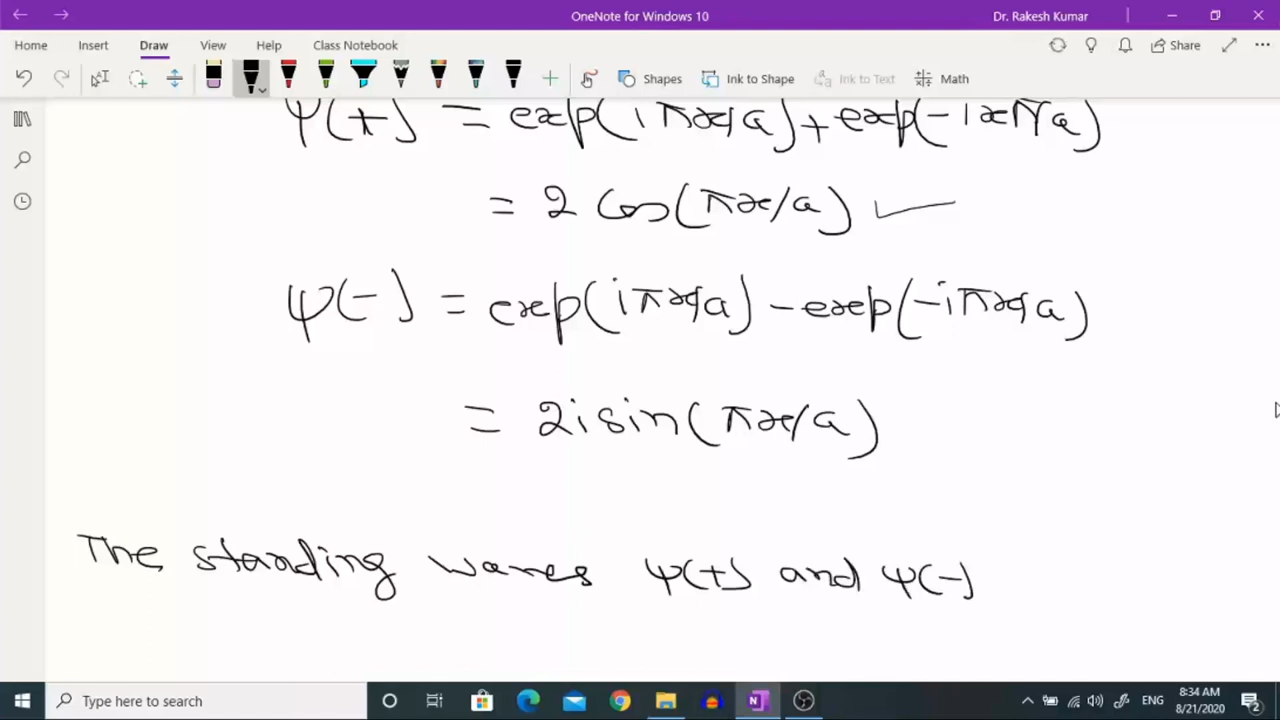 OneNote for Windows 10
Dr. Rakesh Kumar
Home Insert Draw View Help Class Notebook
Share
Shapes Ink to Shape Ink to Text Math
ψ(+) = exp(iπx/a) + exp(-ixπ/a)
= 2 Cos(πx/a) ✓
ψ(-) = exp(iπx/a) - exp(-iπx/a)
= 2isin(πx/a)
The standing waves ψ(+) and ψ(-)
Type here to search
ENG
8:34 AM
8/21/2020
2